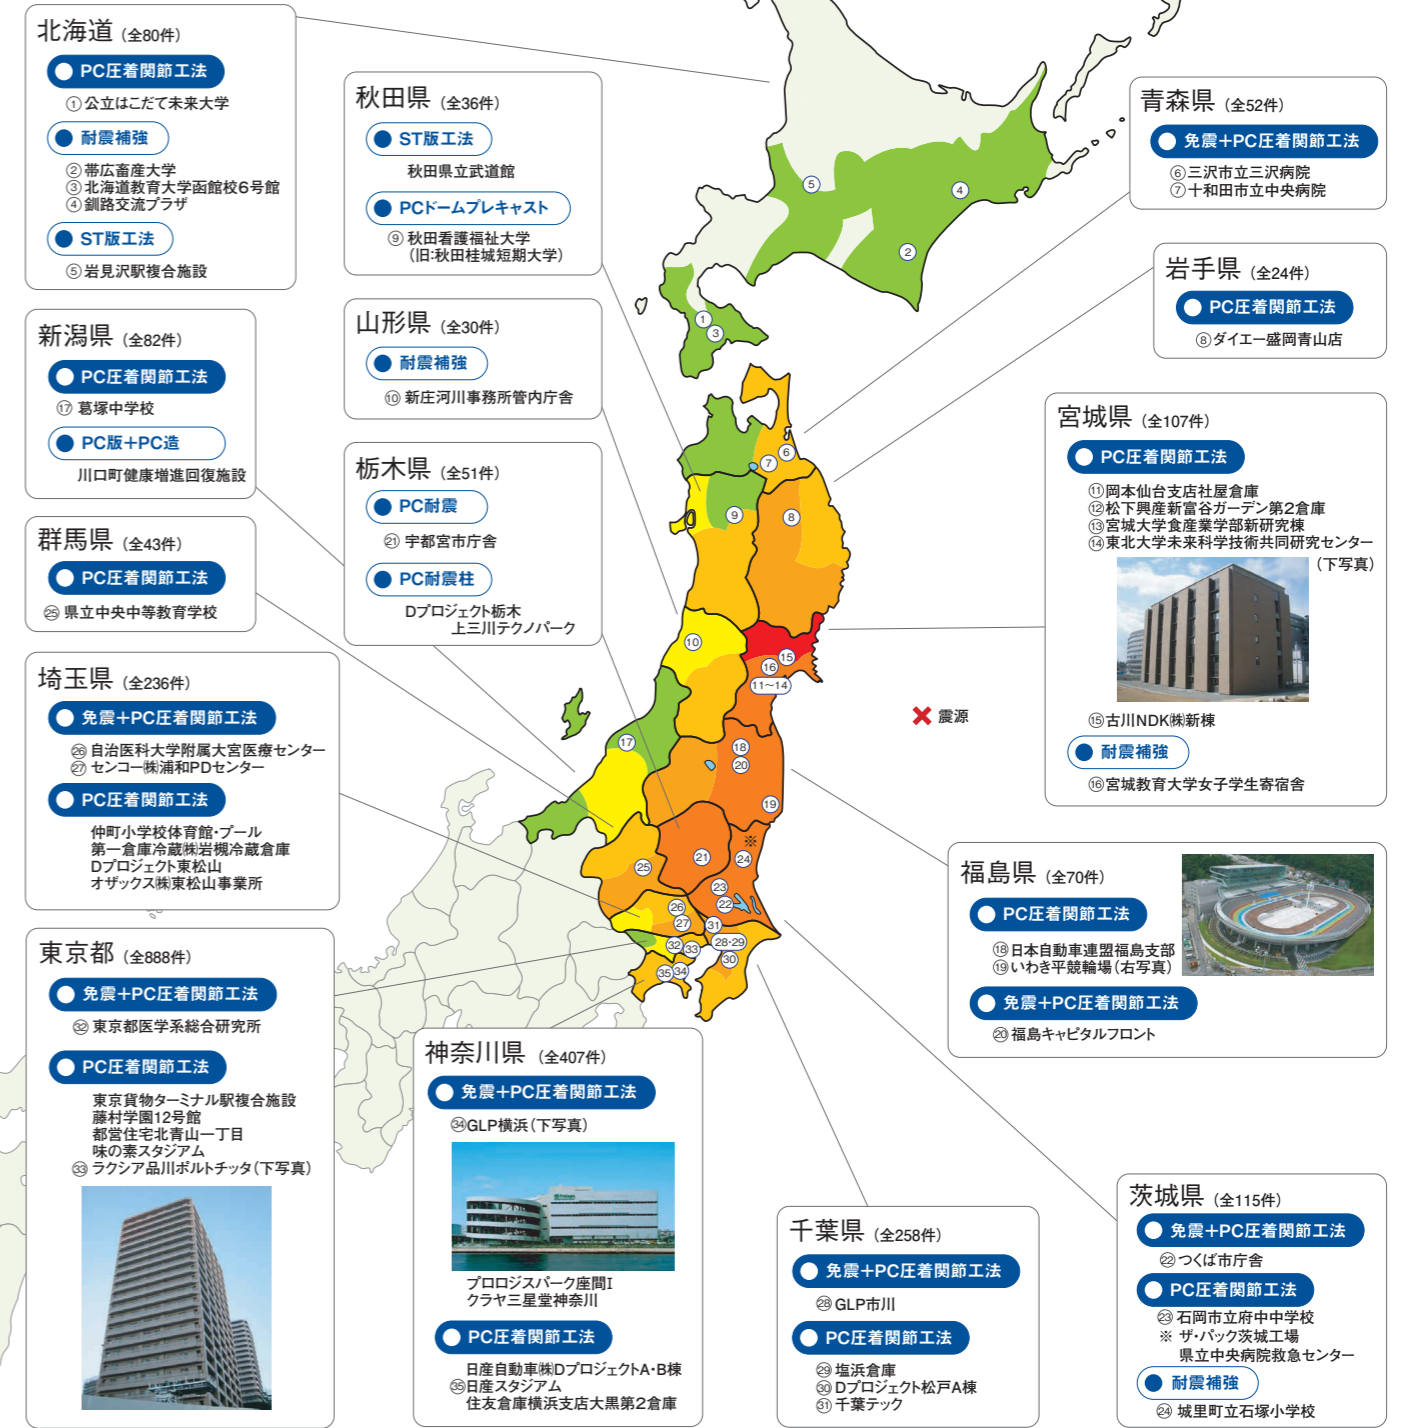 北海道 (全80件)
PC圧着関節工法
①公立はこだて未来大学
耐震補強
②帯広畜産大学
③北海道教育大学函館校6号館
④釧路交流プラザ
ST版工法
⑤岩見沢駅複合施設
新潟県 (全82件)
PC圧着関節工法
⑰葛塚中学校
PC版+PC造
川口町健康増進回復施設
群馬県 (全43件)
PC圧着関節工法
㉕県立中央中等教育学校
埼玉県 (全236件)
免震+PC圧着関節工法
㉖自治医科大学附属大宮医療センター
㉗センコー㈱浦和PDセンター
PC圧着関節工法
仲町小学校体育館・プール
第一倉庫冷蔵㈱岩槻冷蔵倉庫
Dプロジェクト東松山
オザックス㈱東松山事業所
東京都 (全888件)
免震+PC圧着関節工法
㉜東京都医学系総合研究所
PC圧着関節工法
東京貨物ターミナル駅複合施設
藤村学園12号館
都営住宅北青山一丁目
味の素スタジアム
㉝ラクシア品川ポルトチッタ(下写真)
秋田県 (全36件)
ST版工法
秋田県立武道館
PCドームプレキャスト
⑨秋田看護福祉大学
(旧:秋田桂城短期大学)
山形県 (全30件)
耐震補強
⑩新庄河川事務所管内庁舎
栃木県 (全51件)
PC耐震
㉑宇都宮市庁舎
PC耐震柱
Dプロジェクト栃木
上三川テクノパーク
神奈川県 (全407件)
免震+PC圧着関節工法
㉞GLP横浜(下写真)
プロロジスパーク座間I
クラヤ三星堂神奈川
PC圧着関節工法
日産自動車㈱DプロジェクトA・B棟
㉟日産スタジアム
住友倉庫横浜支店大黒第2倉庫
千葉県 (全258件)
免震+PC圧着関節工法
㉘GLP市川
PC圧着関節工法
㉙塩浜倉庫
㉚Dプロジェクト松戸A棟
㉛千葉テック
青森県 (全52件)
免震+PC圧着関節工法
⑥三沢市立三沢病院
⑦十和田市立中央病院
岩手県 (全24件)
PC圧着関節工法
⑧ダイエー盛岡青山店
宮城県 (全107件)
PC圧着関節工法
⑪岡本仙台支店社屋倉庫
⑫松下興産新富谷ガーデン第2倉庫
⑬宮城大学食産業学部新研究棟
⑭東北大学未来科学技術共同研究センター
(下写真)
⑮古川NDK㈱新棟
耐震補強
⑯宮城教育大学女子学生寄宿舎
福島県 (全70件)
PC圧着関節工法
⑱日本自動車連盟福島支部
⑲いわき平競輪場(右写真)
免震+PC圧着関節工法
⑳福島キャピタルフロント
茨城県 (全115件)
免震+PC圧着関節工法
㉒つくば市庁舎
PC圧着関節工法
㉓石岡市立府中中学校
※ ザ・パック茨城工場
県立中央病院救急センター
耐震補強
㉔城里町立石塚小学校
⑤
④
②
①
③
⑥
⑦
⑨
⑧
⑩
⑮
⑯
11〜14
震源
⑰
⑱
⑳
⑲
※
㉑
㉔
㉕
㉓
㉒
㉖
㉗
㉛
㉜
㉝
28・29
㉚
㉟
㉞